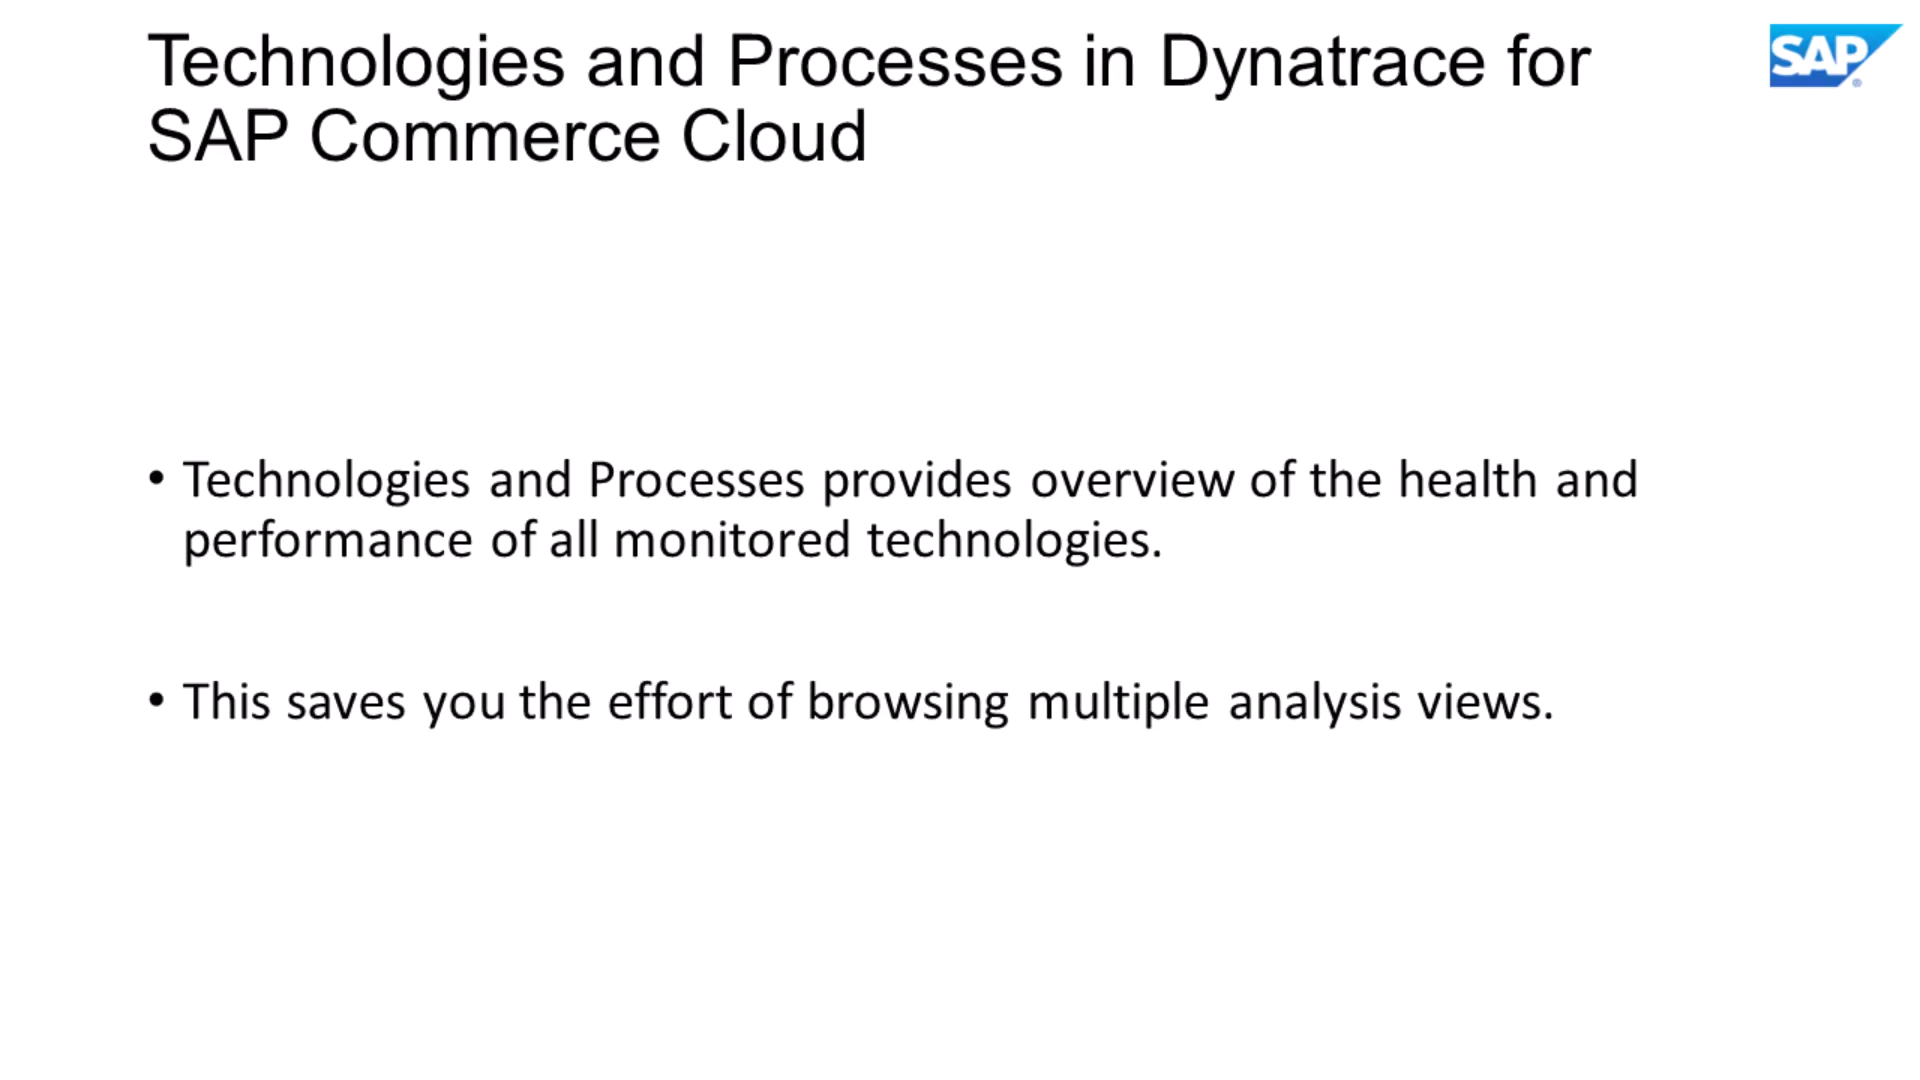 Technologies and Processes in Dynatrace for
SAP Commerce Cloud
SAP®
• Technologies and Processes provides overview of the health and
performance of all monitored technologies.
• This saves you the effort of browsing multiple analysis views.